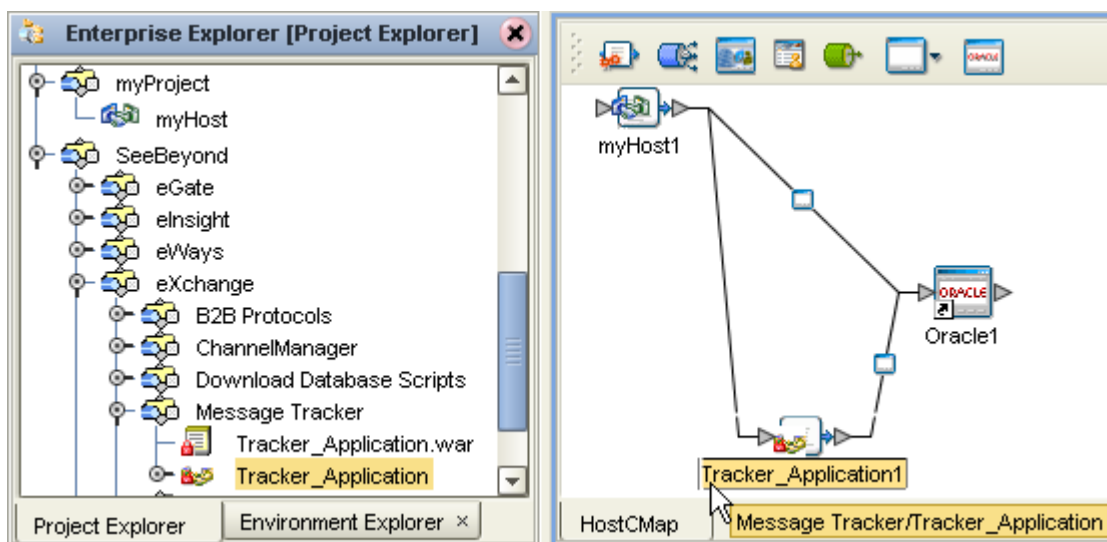 Enterprise Explorer [Project Explorer]
myProject
myHost
SeeBeyond
eGate
eInsight
eWays
eXchange
B2B Protocols
ChannelManager
Download Database Scripts
Message Tracker
Tracker_Application.war
Tracker_Application
Project Explorer
Environment Explorer ×
ORACLE
myHost1
ORACLE
Oracle1
Tracker_Application1
HostCMap
Message Tracker/Tracker_Application